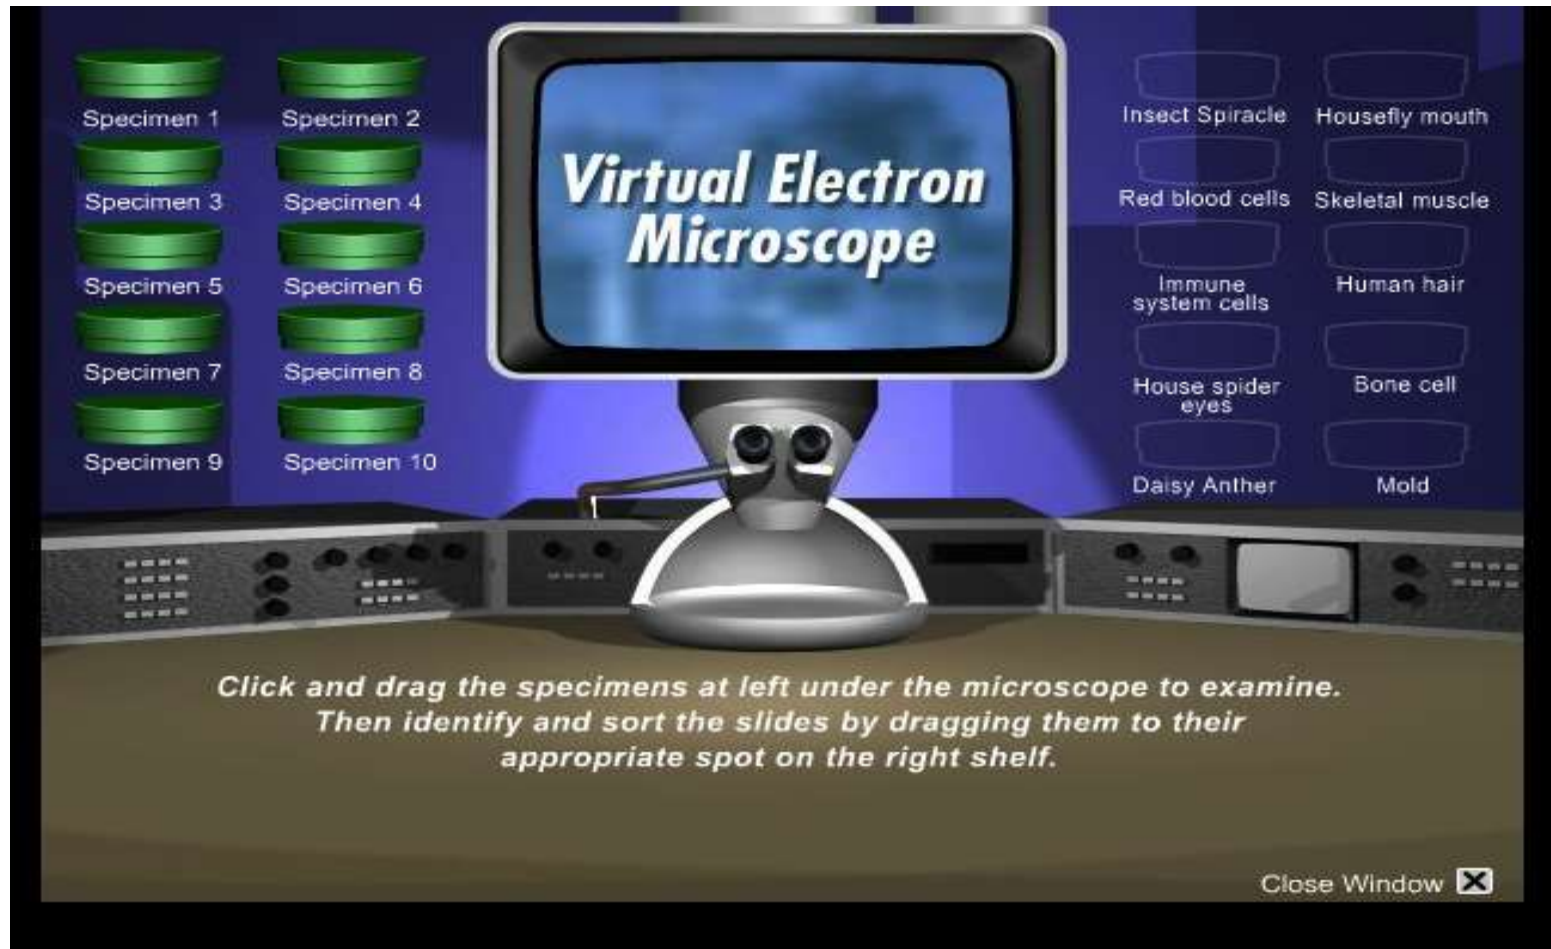 Specimen 1
Specimen 2
Specimen 3
Specimen 4
Specimen 5
Specimen 6
Specimen 7
Specimen 8
Specimen 9
Specimen 10
Virtual Electron
Microscope
Insect Spiracle
Housefly mouth
Red blood cells
Skeletal muscle
Immune
system cells
Human hair
House spider
eyes
Bone cell
Daisy Anther
Mold
Click and drag the specimens at left under the microscope to examine.
Then identify and sort the slides by dragging them to their
appropriate spot on the right shelf.
Close Window